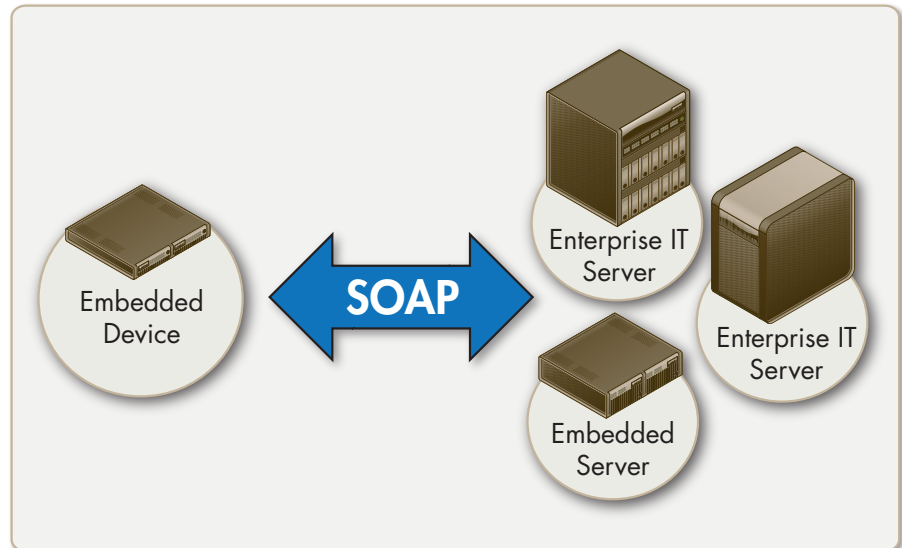 Embedded
Device
SOAP
Enterprise IT
Server
Enterprise IT
Server
Embedded
Server